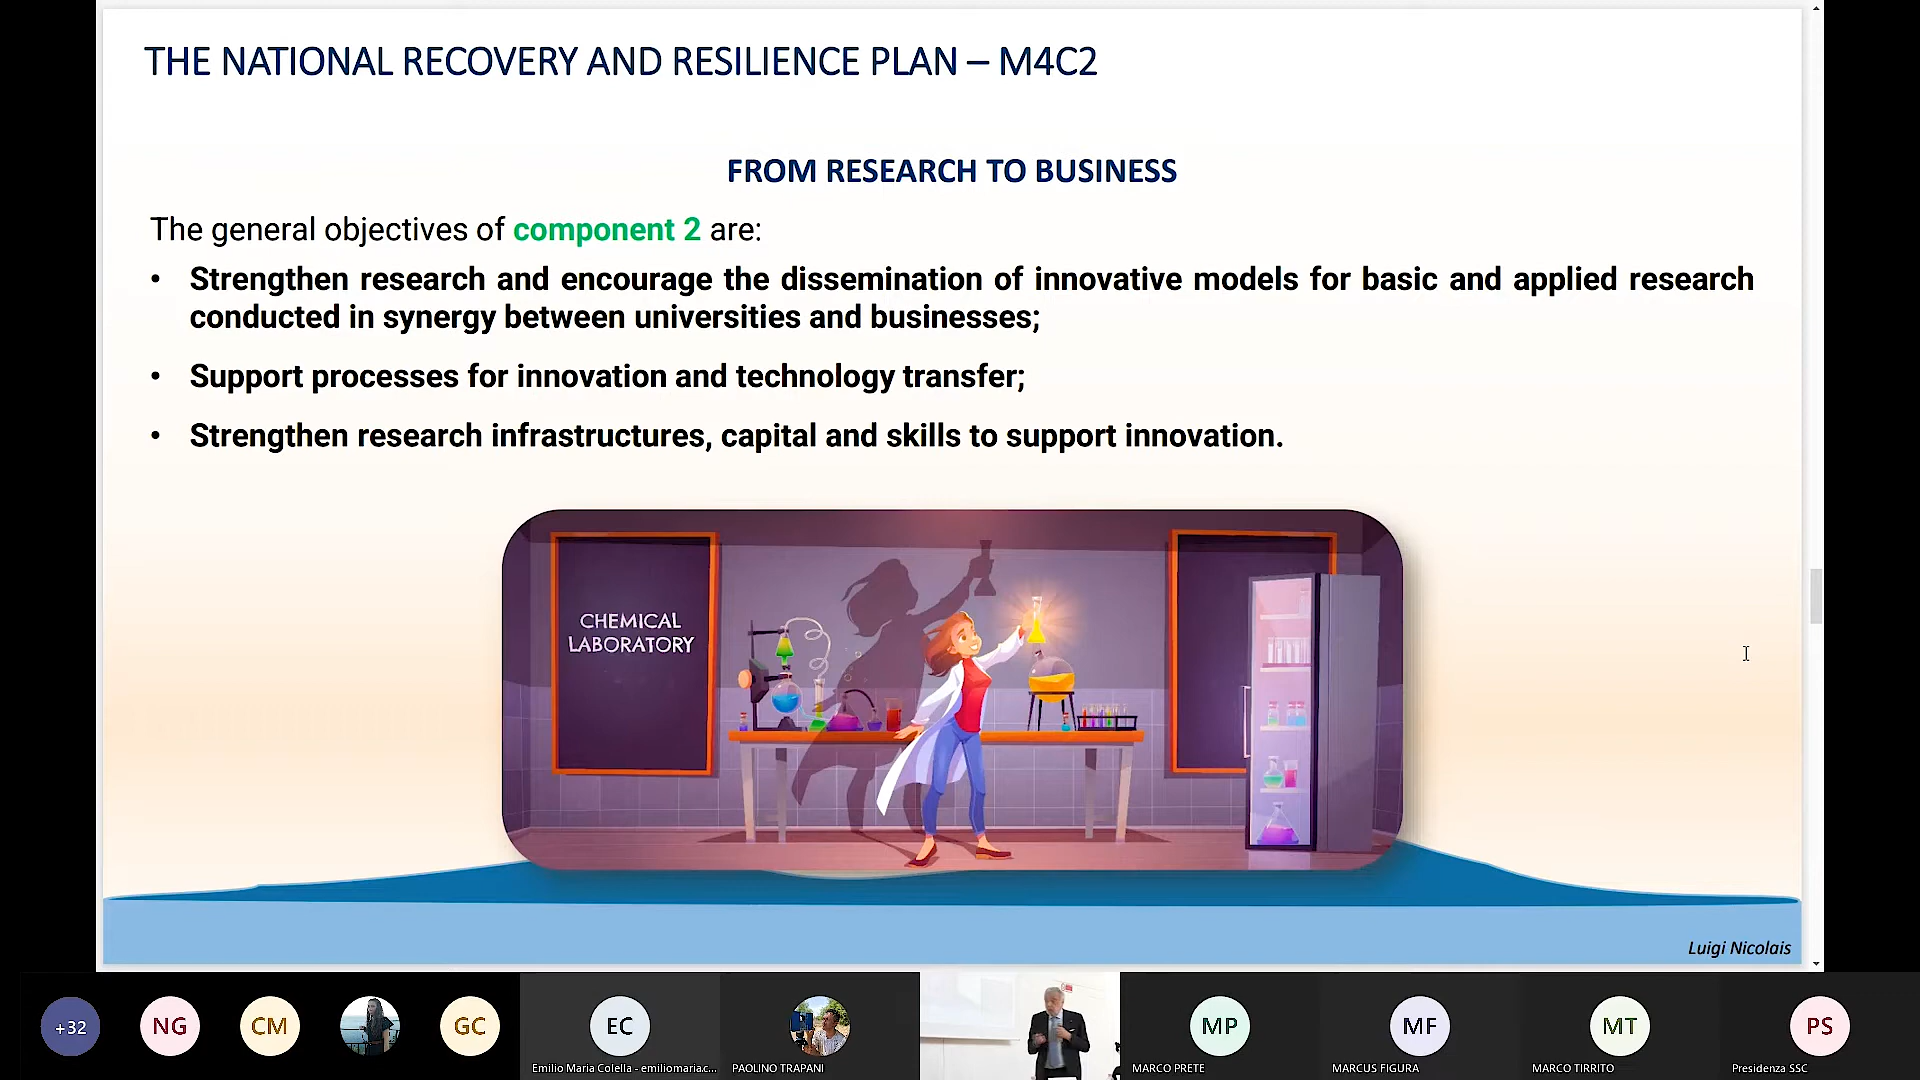 THE NATIONAL RECOVERY AND RESILIENCE PLAN – M4C2
FROM RESEARCH TO BUSINESS
The general objectives of component 2 are:
• Strengthen research and encourage the dissemination of innovative models for basic and applied research
conducted in synergy between universities and businesses;
• Support processes for innovation and technology transfer;
• Strengthen research infrastructures, capital and skills to support innovation.
CHEMICAL
LABORATORY
Luigi Nicolais
+32
NG
CM
GC
EC
MP
MF
MT
PS
Emilio Maria Colella - emiliomaria.c...
PAOLINO TRAPANI
MARCO PRETE
MARCUS FIGURA
MARCO TIRRITO
Presidenza SSC